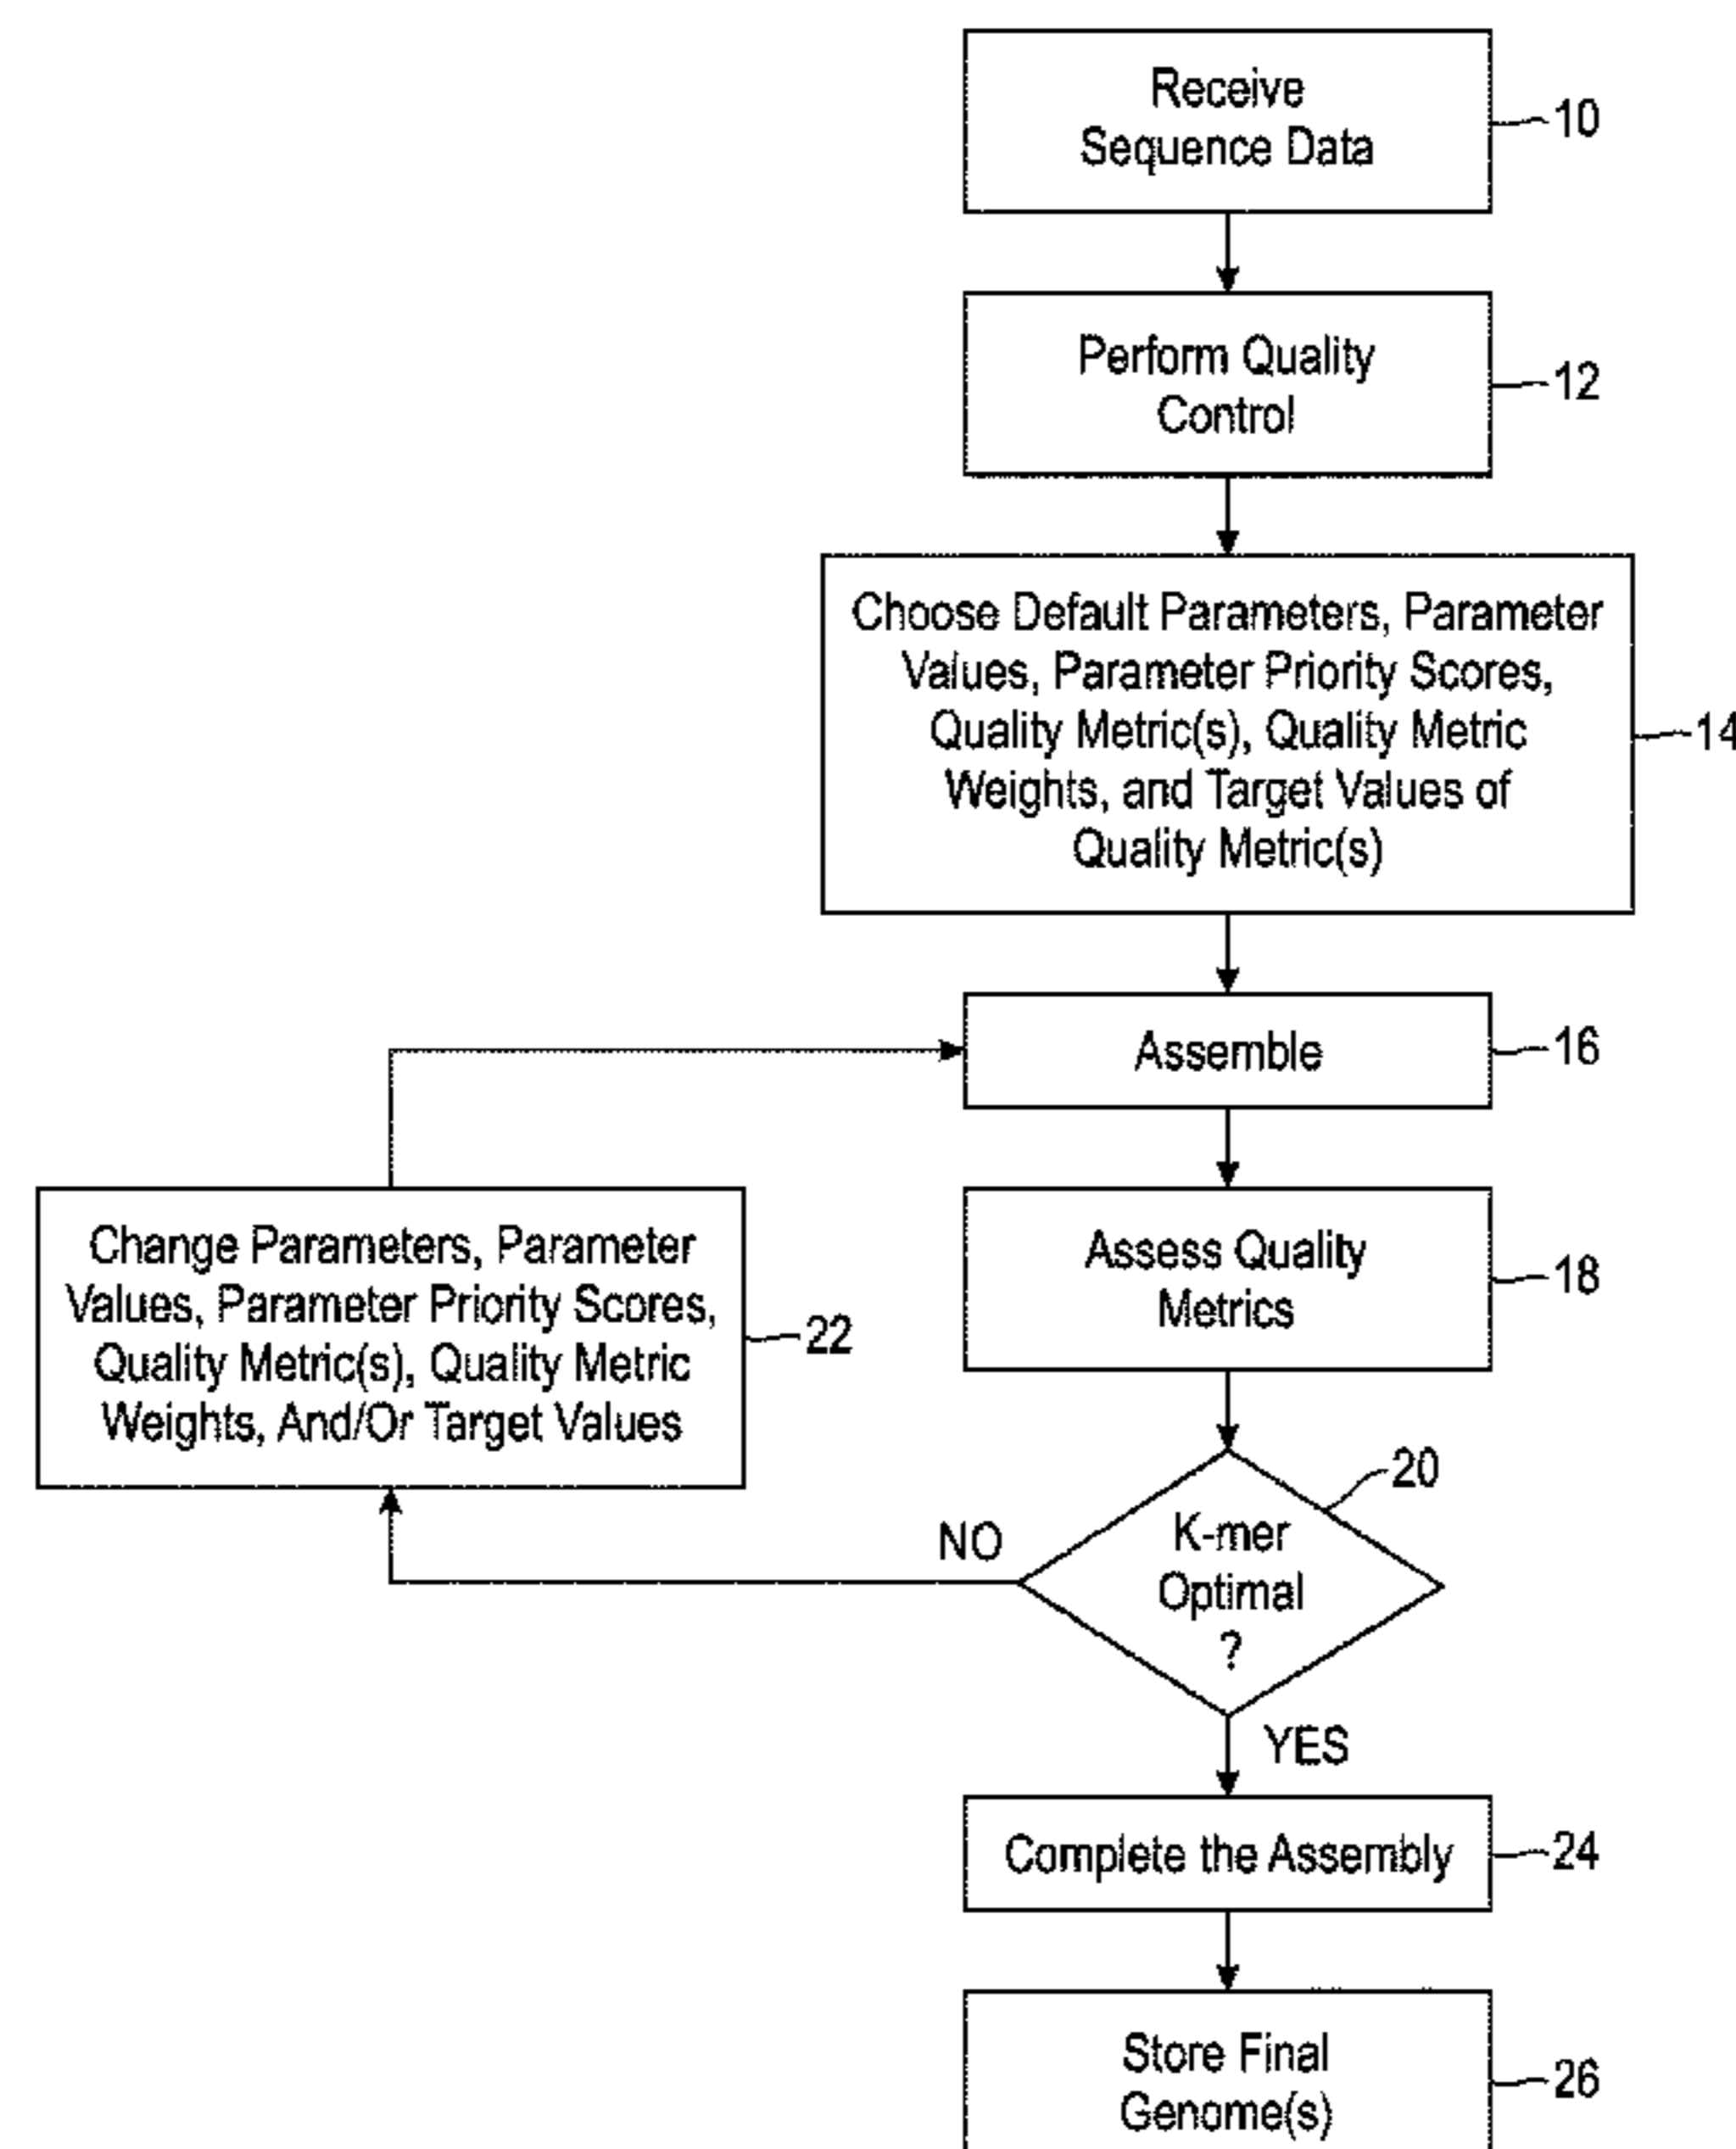 Receive
Sequence Data
10
Perform Quality
Control
12
Choose Default Parameters, Parameter
Values, Parameter Priority Scores,
Quality Metric(s), Quality Metric
Weights, and Target Values of
Quality Metric(s)
14
Assemble
16
Assess Quality
Metrics
18
Change Parameters, Parameter
Values, Parameter Priority Scores,
Quality Metric(s), Quality Metric
Weights, And/Or Target Values
22
20
K-mer
Optimal
?
NO
YES
Complete the Assembly
24
Store Final
Genome(s)
26